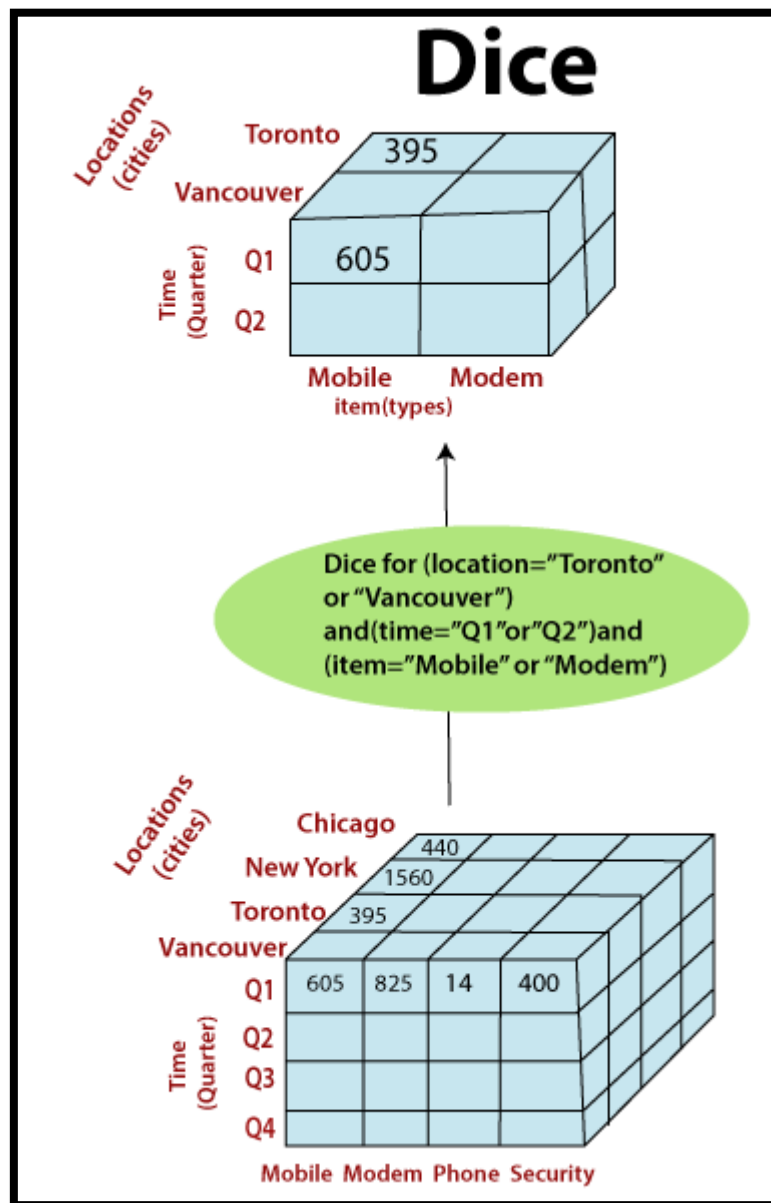 Dice
Locations
(cities)
Toronto
395
Vancouver
Time
(Quarter)
Q1
605
Q2
Mobile Modem
item(types)
Dice for (location=”Toronto”
or “Vancouver”)
and(time=”Q1”or”Q2”)and
(item=”Mobile” or “Modem”)
Locations
(cities)
Chicago
440
New York
1560
Toronto
395
Vancouver
Time
(Quarter)
Q1 605 825 14 400
Q2
Q3
Q4
Mobile Modem Phone Security